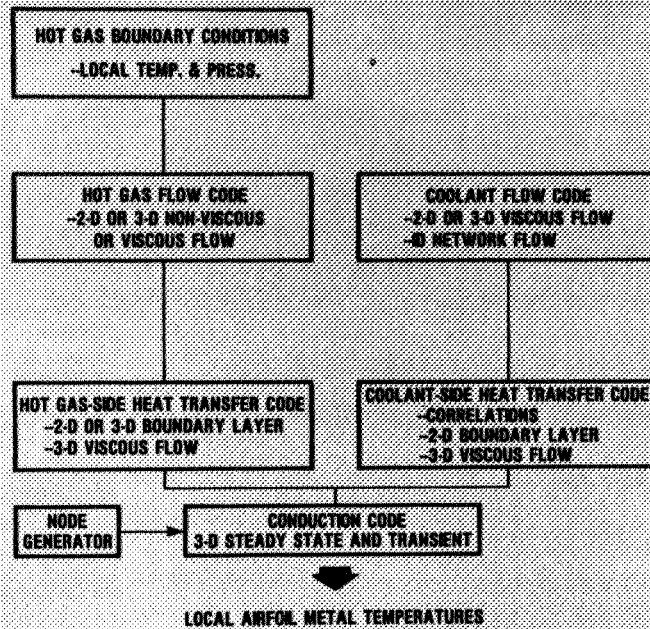 HOT GAS BOUNDARY CONDITIONS
–LOCAL TEMP. & PRESS.
HOT GAS FLOW CODE
–2-D OR 3-D NON-VISCOUS
OR VISCOUS FLOW
COOLANT FLOW CODE
–2-D OR 3-D VISCOUS FLOW
–ID NETWORK FLOW
HOT GAS-SIDE HEAT TRANSFER CODE
–2-D OR 3-D BOUNDARY LAYER
–3-D VISCOUS FLOW
COOLANT-SIDE HEAT TRANSFER CODE
–CORRELATIONS
–2-D BOUNDARY LAYER
–3-D VISCOUS FLOW
NODE
GENERATOR
CONDUCTION CODE
3-D STEADY STATE AND TRANSIENT
LOCAL AIRFOIL METAL TEMPERATURES